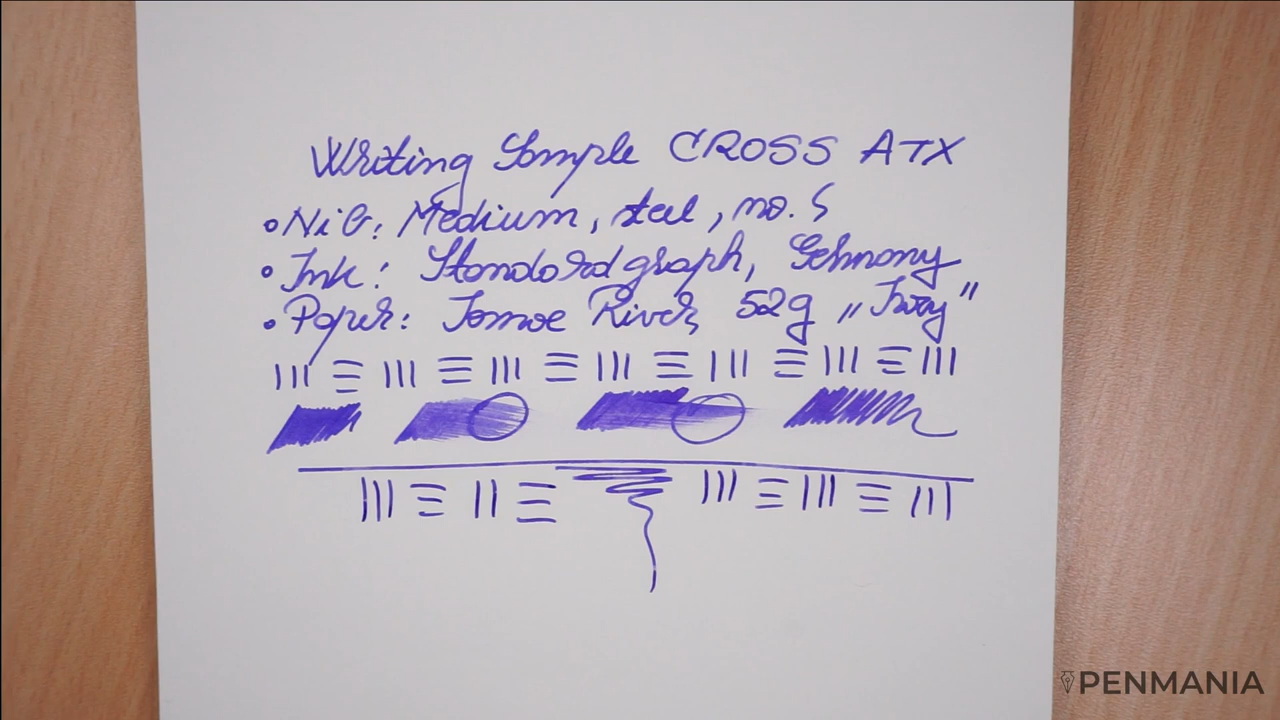 Writing Sample CROSS ATX
• Nib: Medium, steel, no. 5
• Ink: Standardgraph, Germany
• Paper: Tomoe River, 52g „Ivory"
PENMANIA